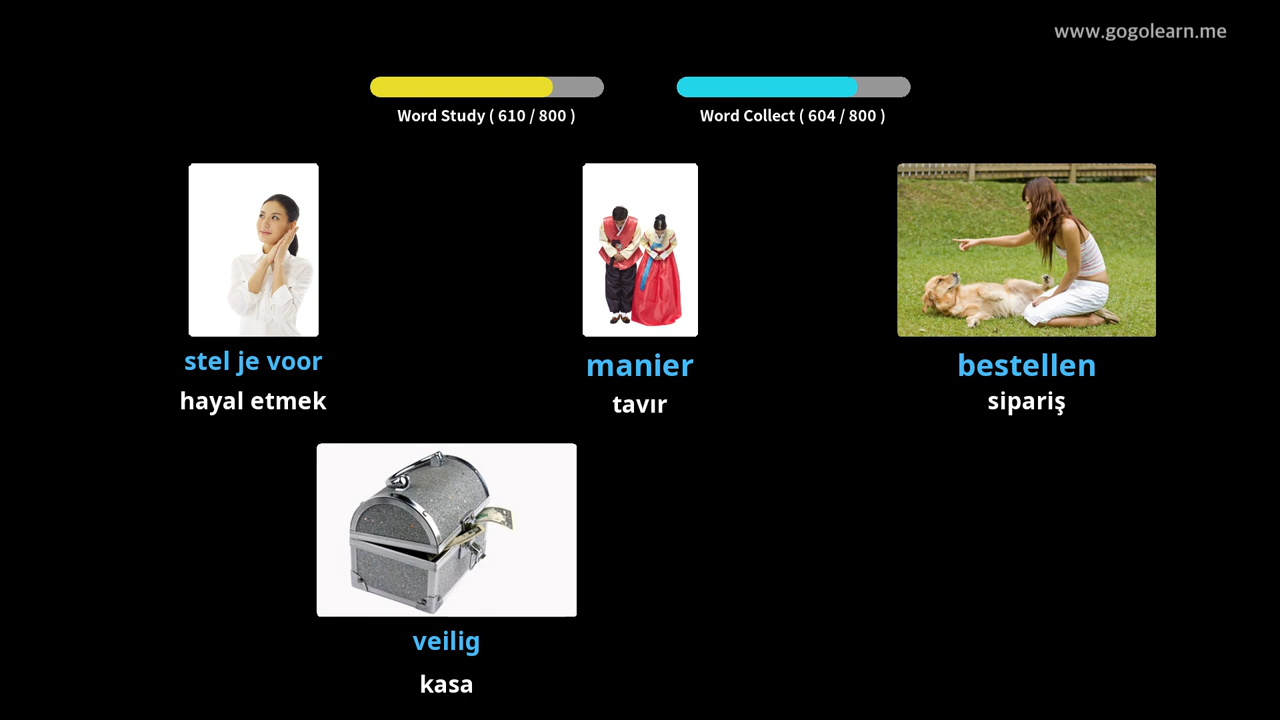 www.gogolearn.me
Word Study ( 610 / 800 )
Word Collect ( 604 / 800 )
stel je voor
hayal etmek
manier
tavır
bestellen
sipariş
veilig
kasa